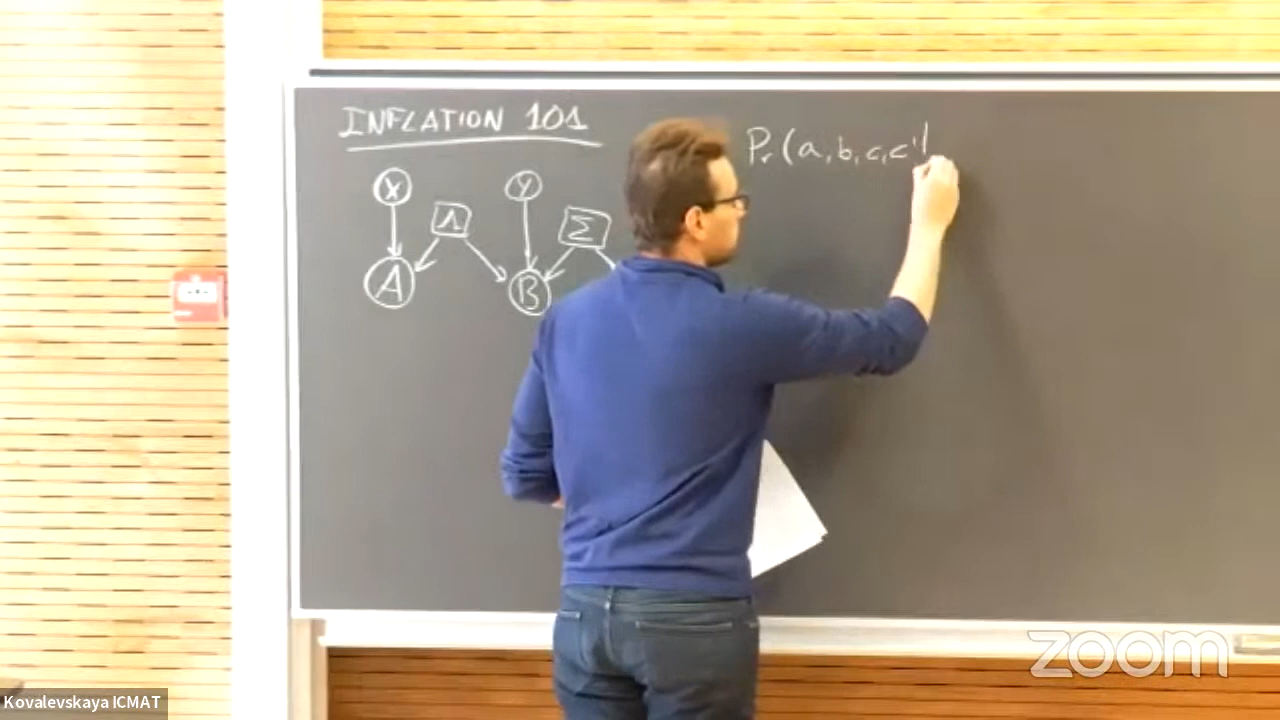 INFLATION 101
Pr(a,b,c,c'|
X Y
Λ Σ
A B
zoom
Kovalevskaya ICMAT